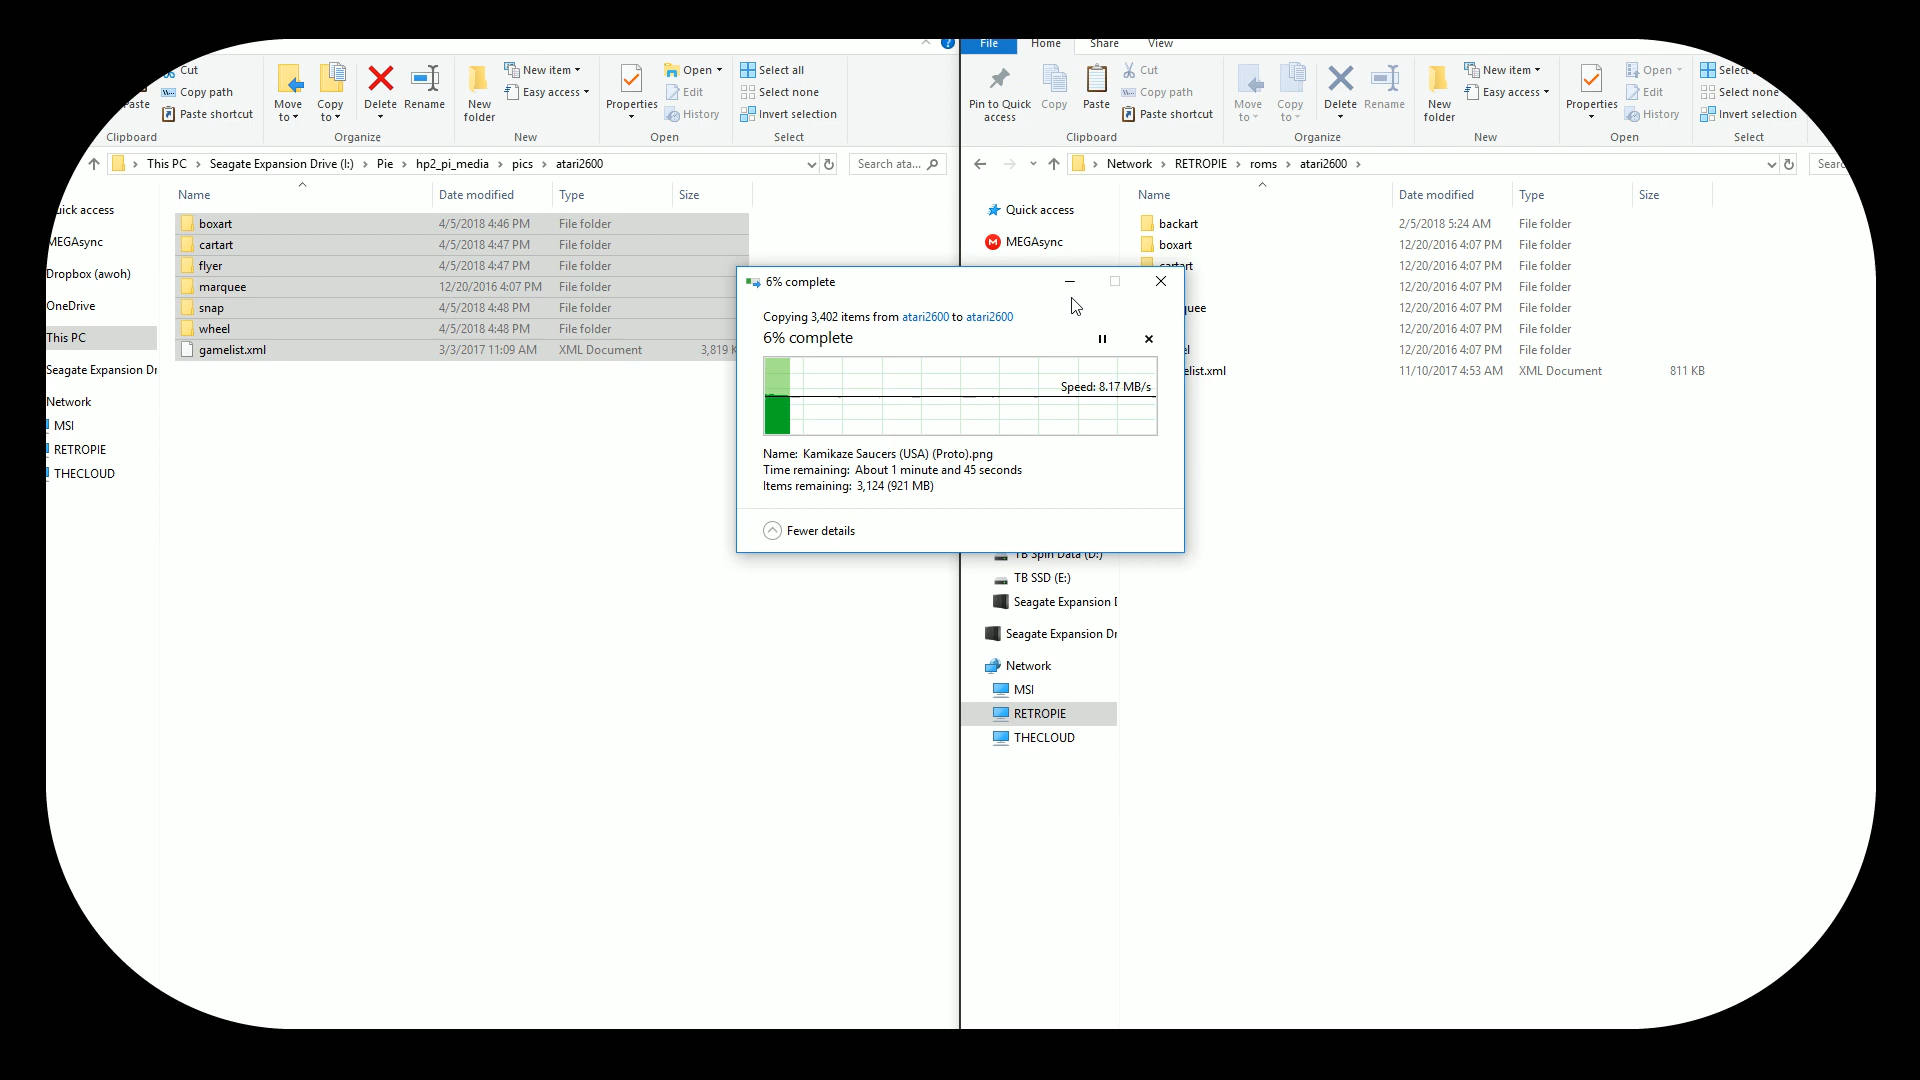 File Home Share View
Cut
Copy path
Paste shortcut
Move to
Copy to
Delete
Rename
New folder
New item
Easy access
Properties
Open
Edit
History
Select all
Select none
Invert selection
Clipboard
Organize
New
Open
Select
Pin to Quick access
Copy
Paste
Cut
Copy path
Paste shortcut
Move to
Copy to
Delete
Rename
New folder
New item
Easy access
Properties
Open
Edit
History
Select none
Invert selection
Clipboard
Organize
New
Open
Select
This PC > Seagate Expansion Drive (I:) > Pie > hp2_pi_media > pics > atari2600
Search ata...
Network > RETROPIE > roms > atari2600 >
Name Date modified Type Size
boxart 4/5/2018 4:46 PM File folder
cartart 4/5/2018 4:47 PM File folder
flyer 4/5/2018 4:47 PM File folder
marquee 12/20/2016 4:07 PM File folder
snap 4/5/2018 4:48 PM File folder
wheel 4/5/2018 4:48 PM File folder
gamelist.xml 3/3/2017 11:09 AM XML Document 3,819
access
MEGAsync
Dropbox (awoh)
OneDrive
This PC
Seagate Expansion
Network
MSI
RETROPIE
THECLOUD
Name Date modified Type Size
backart 2/5/2018 5:24 AM File folder
boxart 12/20/2016 4:07 PM File folder
12/20/2016 4:07 PM File folder
12/20/2016 4:07 PM File folder
12/20/2016 4:07 PM File folder
12/20/2016 4:07 PM File folder
12/20/2016 4:07 PM File folder
11/10/2017 4:53 AM XML Document 811 KB
Quick access
MEGAsync
TB Spin Data (D:)
TB SSD (E:)
Seagate Expansion
Seagate Expansion
Network
MSI
RETROPIE
THECLOUD
6% complete
Copying 3,402 items from atari2600 to atari2600
6% complete
Speed: 8.17 MB/s
Name: Kamikaze Saucers (USA) (Proto).png
Time remaining: About 1 minute and 45 seconds
Items remaining: 3,124 (921 MB)
Fewer details